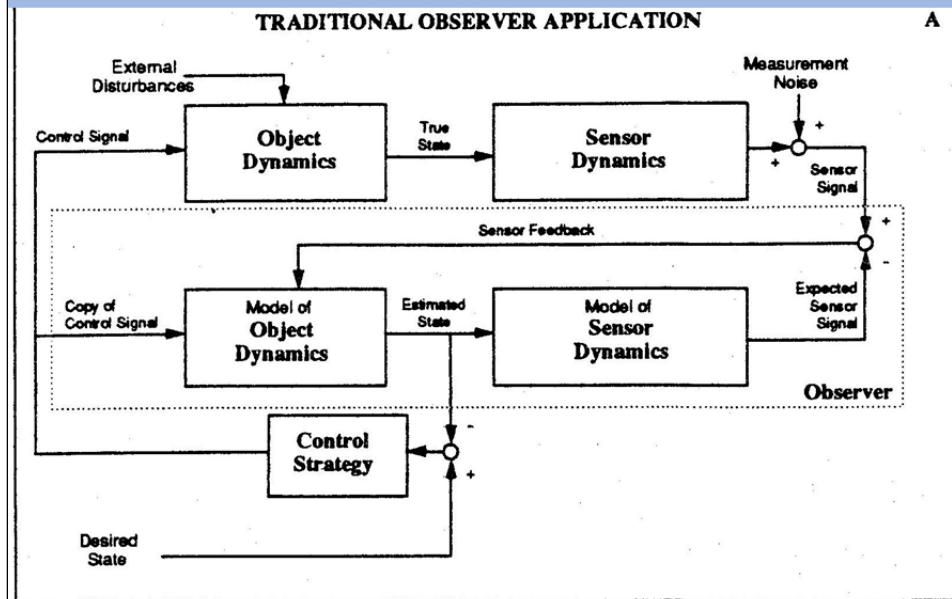 TRADITIONAL OBSERVER APPLICATION
A
External
Disturbances
Measurement
Noise
Control Signal
Object
Dynamics
True
State
Sensor
Dynamics
+
+
Sensor
Signal
+
Sensor Feedback
-
Copy of
Control Signal
Model of
Object
Dynamics
Estimated
State
Model of
Sensor
Dynamics
Expected
Sensor
Signal
Observer
-
Control
Strategy
+
Desired
State